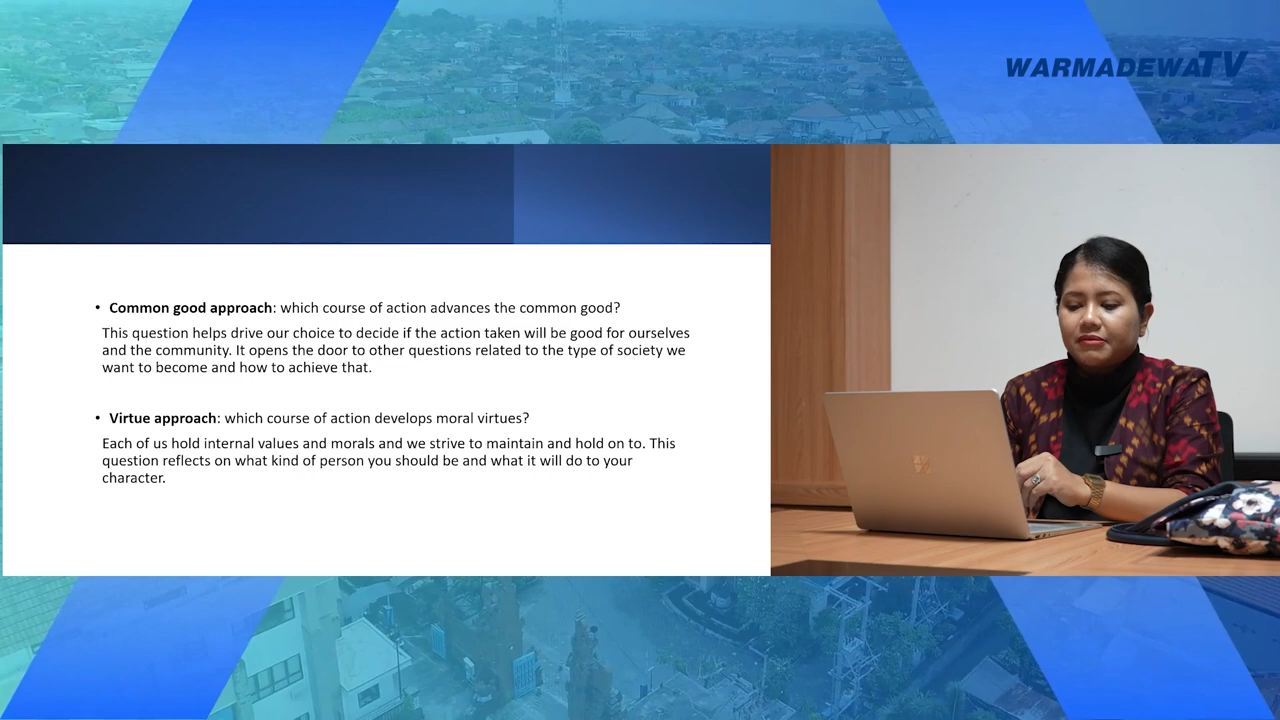 WARMADEWATV
• Common good approach: which course of action advances the common good?
This question helps drive our choice to decide if the action taken will be good for ourselves
and the community. It opens the door to other questions related to the type of society we
want to become and how to achieve that.
• Virtue approach: which course of action develops moral virtues?
Each of us hold internal values and morals and we strive to maintain and hold on to. This
question reflects on what kind of person you should be and what it will do to your
character.